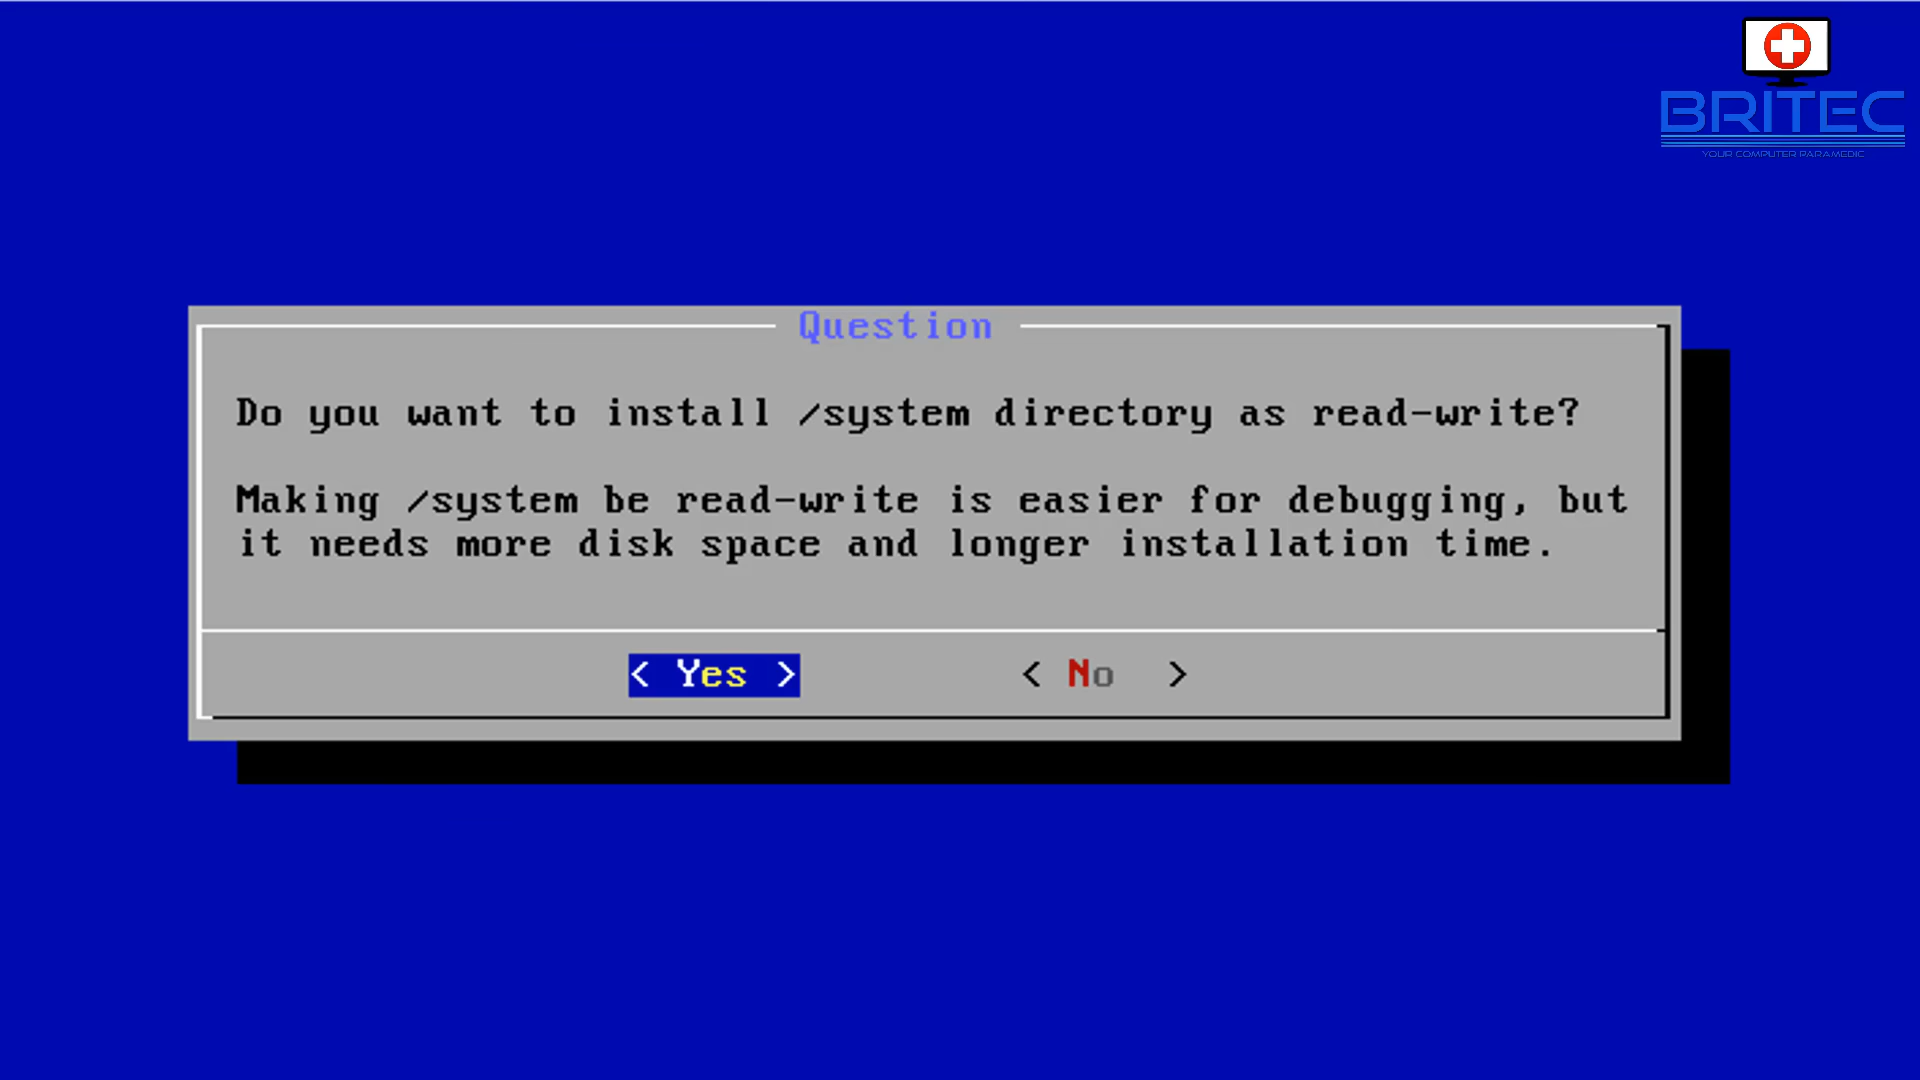 BRITEC
YOUR COMPUTER PARAMEDIC
Question
Do you want to install /system directory as read-write?
Making /system be read-write is easier for debugging, but
it needs more disk space and longer installation time.
< Yes > < No >